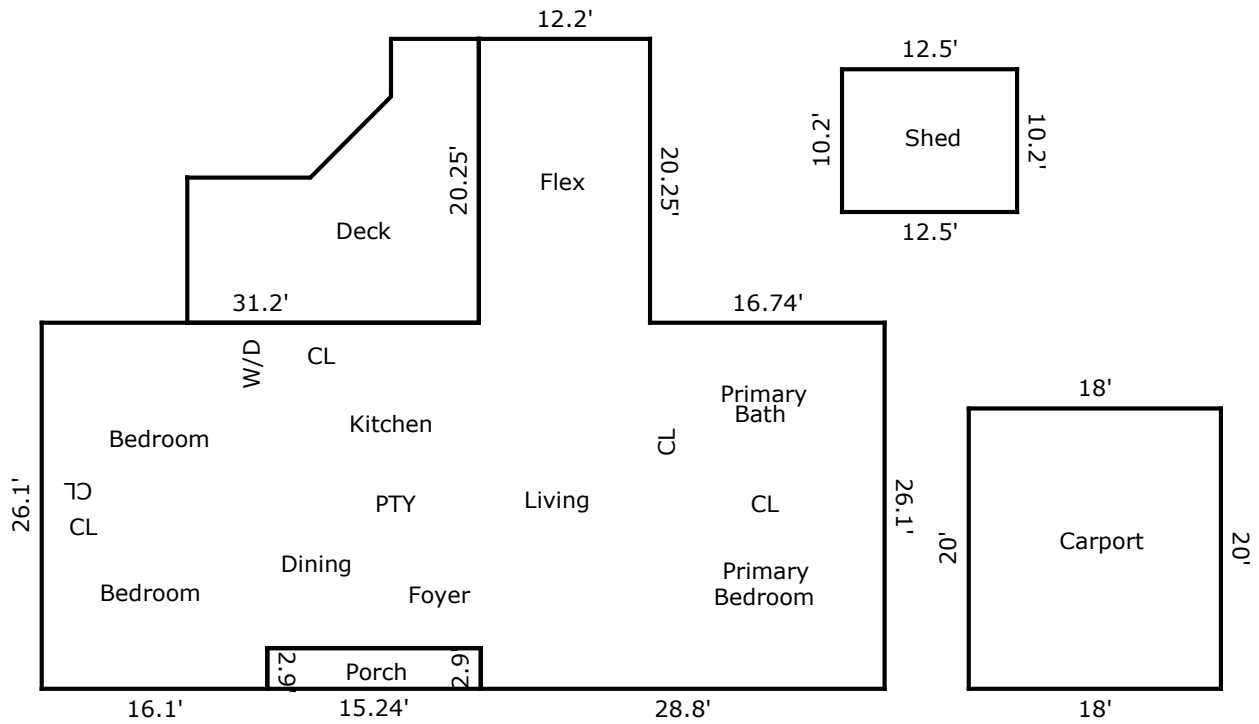 12.2'
12.5'
10.2'
Shed
10.2'
12.5'
20.25'
Flex
20.25'
Deck
31.2'
16.74'
W/D
CL
Primary
Bath
Kitchen
Bedroom
CL
18'
CL
CL
PTY
Living
CL
26.1'
26.1'
20'
Carport
20'
Dining
Primary
Bedroom
Bedroom
Foyer
2.9'
Porch
2.9'
16.1'
15.24'
28.8'
18'